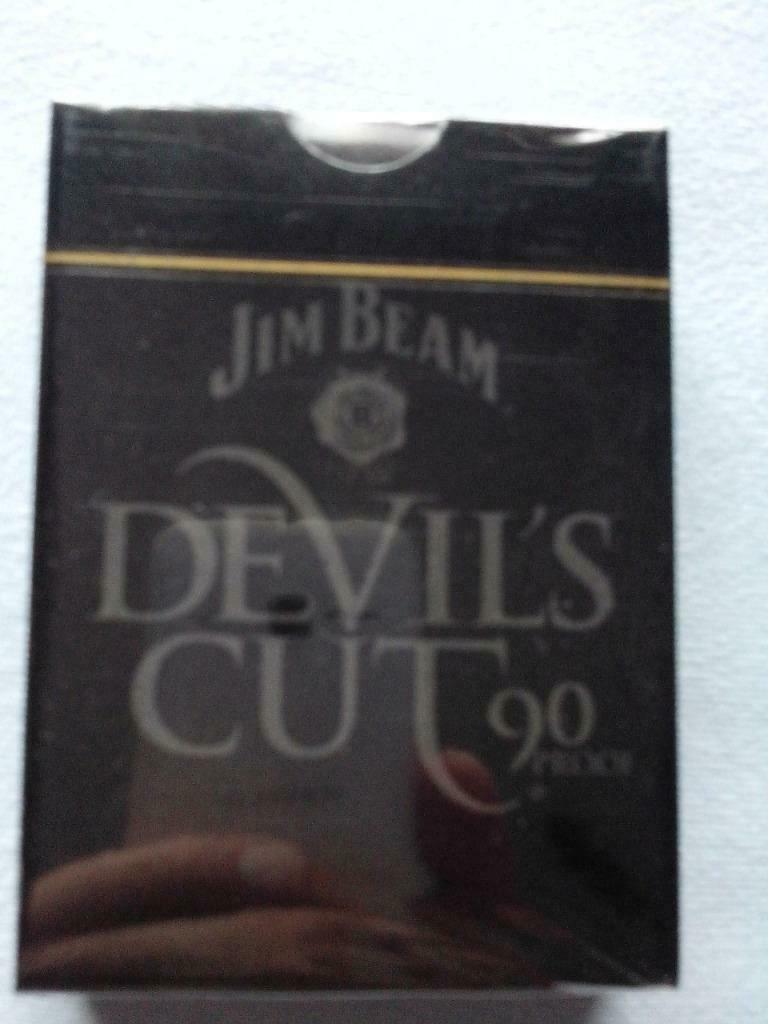 JIM BEAM
B
DEVIL'S
CUT 90
PROOF